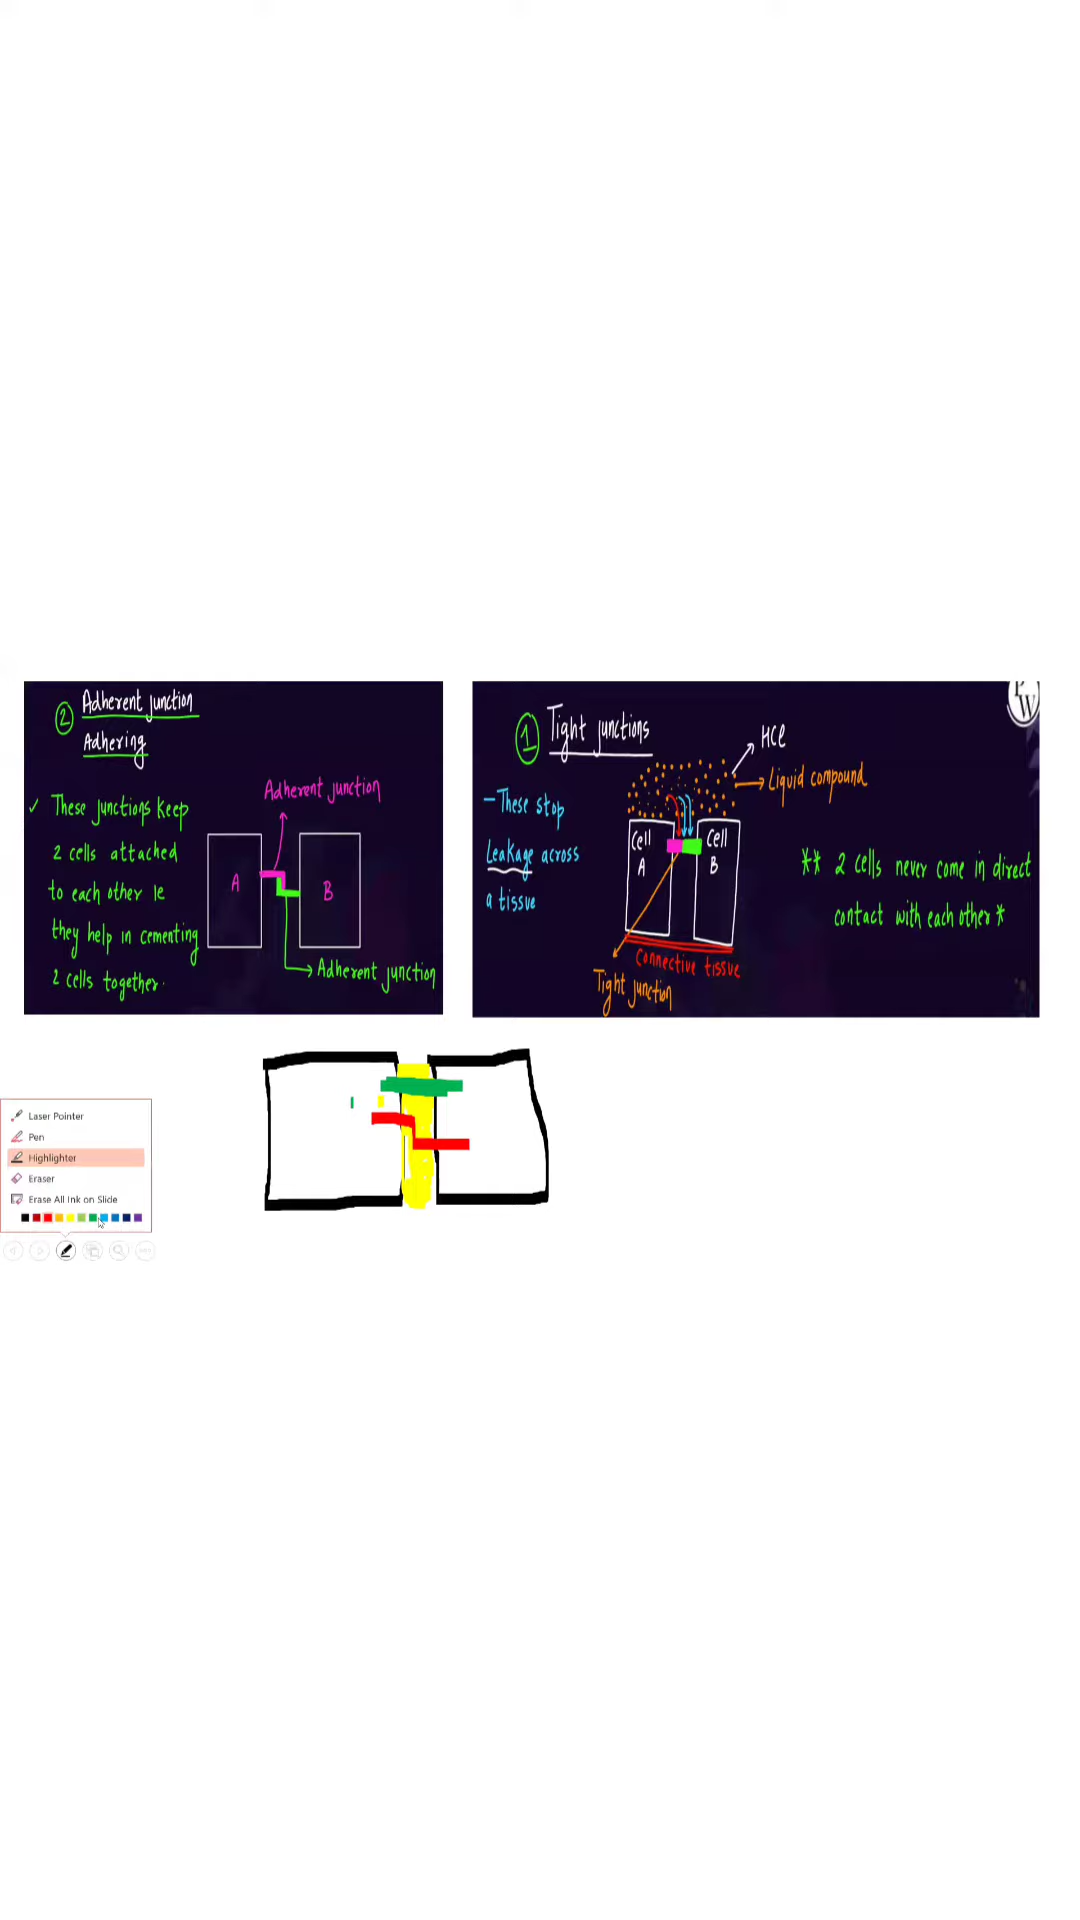 2 Adherent junction
Adhering
✓ These junctions keep
2 cells attached
to each other ie
they help in cementing
2 cells together.
Adherent junction
A
B
Adherent junction
PW
1 Tight junctions
- These stop
Leakage across
a tissue
HCl
Liquid compound
Cell
A
Cell
B
Connective tissue
Tight junction
** 2 cells never come in direct
contact with each other *
Laser Pointer
Pen
Highlighter
Eraser
Erase All Ink on Slide